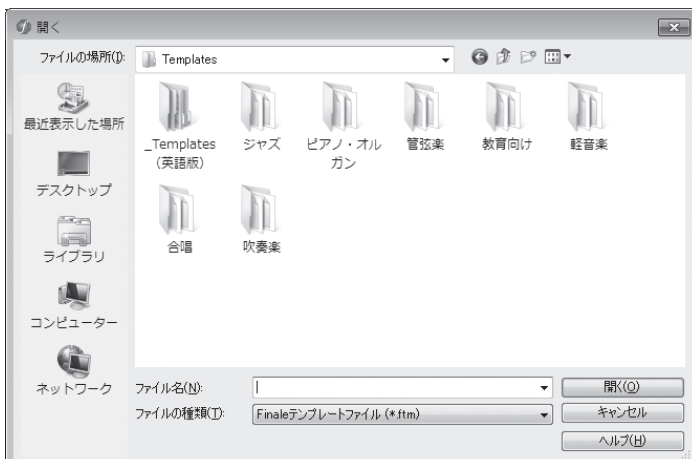 開く
ファイルの場所(I):
Templates
最近表示した場所
デスクトップ
ライブラリ
コンピューター
ネットワーク
_Templates
(英語版)
ジャズ
ピアノ・オル
ガン
管弦楽
教育向け
軽音楽
合唱
吹奏楽
ファイル名(N):
開く(O)
ファイルの種類(T):
Finaleテンプレートファイル (*.ftm)
キャンセル
ヘルプ(H)